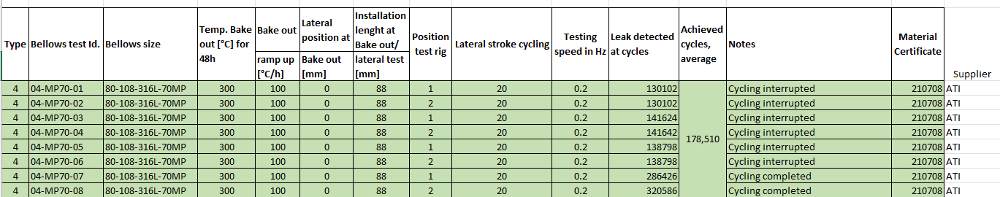 Type Bellows test Id. Bellows size Temp. Bake out [°C] for 48h Bake out ramp up [°C/h] Lateral position at Bake out [mm] Installation lenght at Bake out/ lateral test [mm] Position test rig Lateral stroke cycling Testing speed in Hz Leak detected at cycles Achieved cycles, average Notes Material Certificate Supplier
4 04-MP70-01 80-108-316L-70MP 300 100 0 88 1 20 0.2 130102 Cycling interrupted 210708 ATI
4 04-MP70-02 80-108-316L-70MP 300 100 0 88 2 20 0.2 130102 Cycling interrupted 210708 ATI
4 04-MP70-03 80-108-316L-70MP 300 100 0 88 1 20 0.2 141624 Cycling interrupted 210708 ATI
4 04-MP70-04 80-108-316L-70MP 300 100 0 88 2 20 0.2 141642 178,510 Cycling interrupted 210708 ATI
4 04-MP70-05 80-108-316L-70MP 300 100 0 88 1 20 0.2 138798 Cycling interrupted 210708 ATI
4 04-MP70-06 80-108-316L-70MP 300 100 0 88 2 20 0.2 138798 Cycling interrupted 210708 ATI
4 04-MP70-07 80-108-316L-70MP 300 100 0 88 1 20 0.2 286426 Cycling completed 210708 ATI
4 04-MP70-08 80-108-316L-70MP 300 100 0 88 2 20 0.2 320586 Cycling completed 210708 ATI